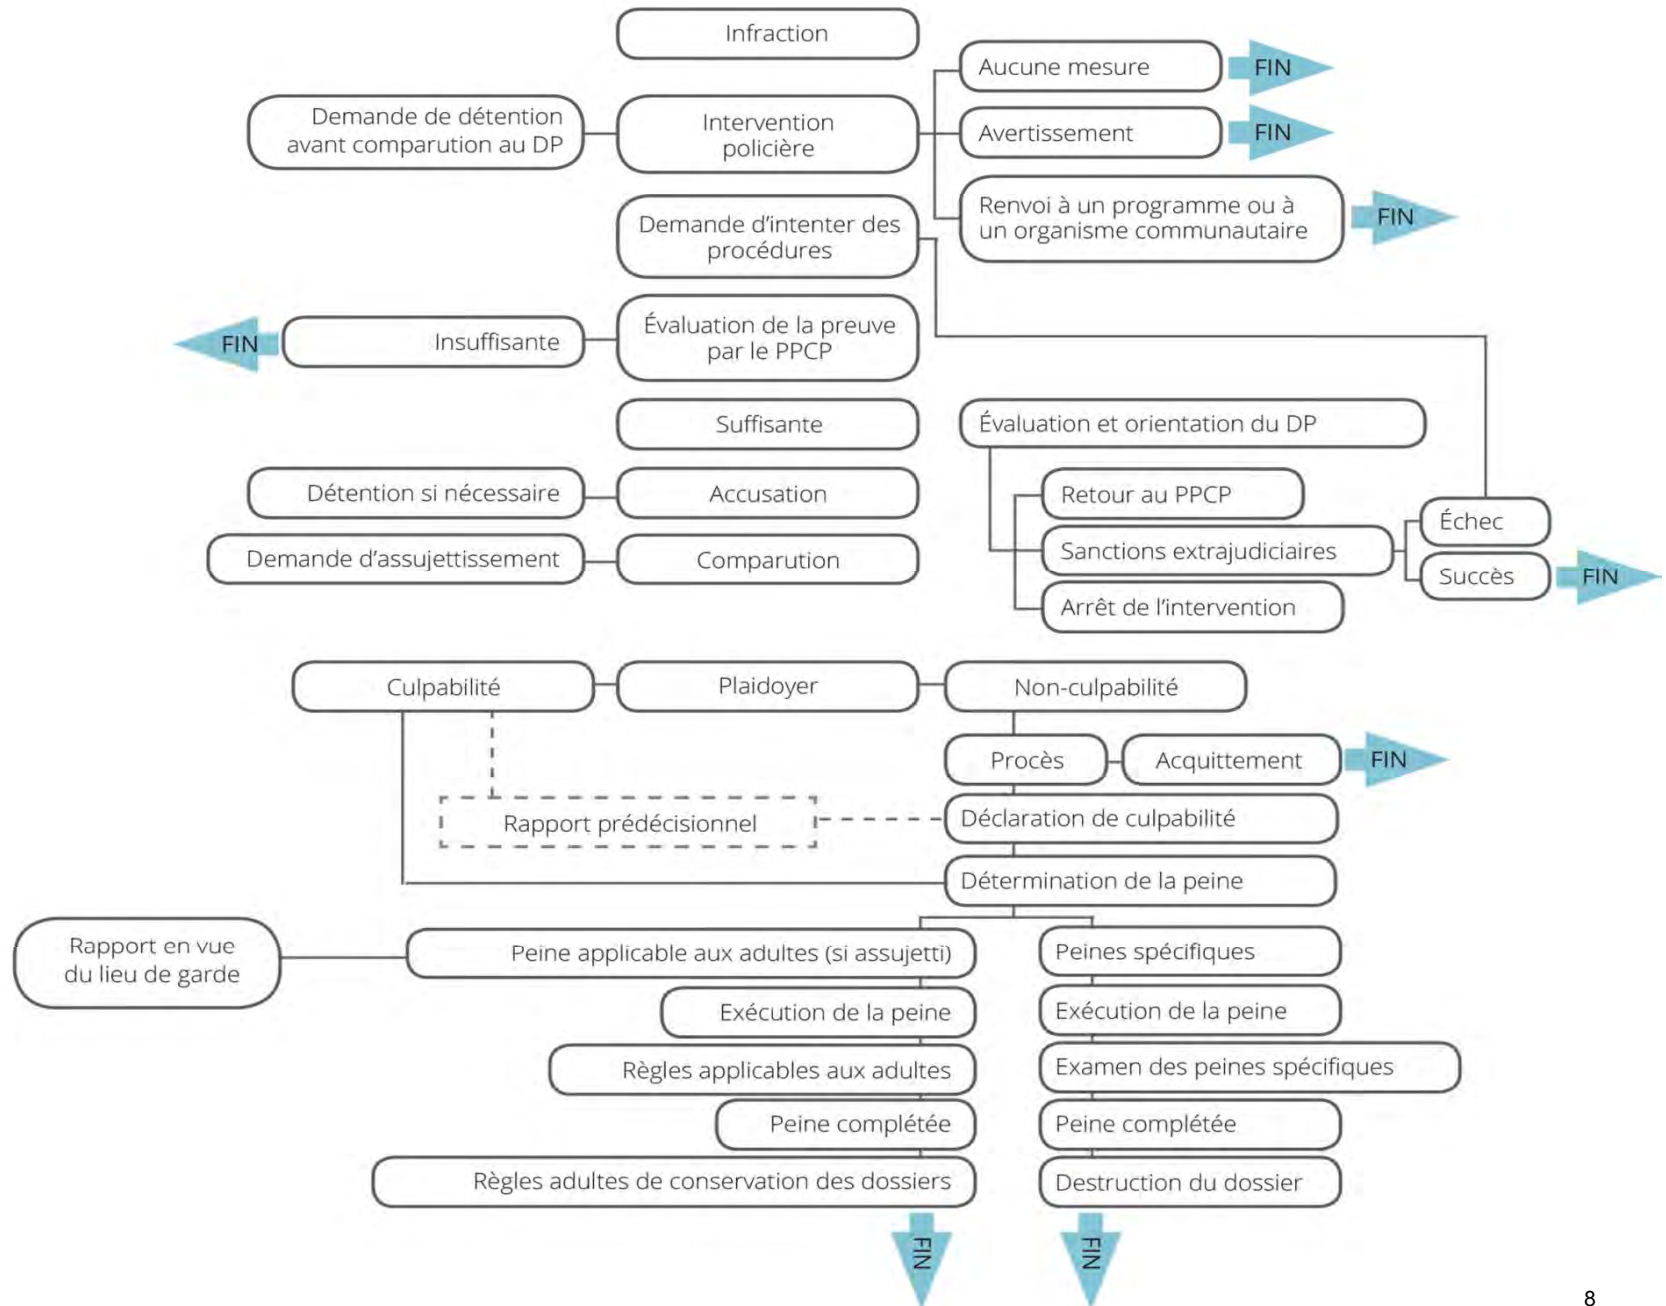 Infraction
Aucune mesure
FIN
Demande de détention
avant comparution au DP
Intervention
policière
Avertissement
FIN
Renvoi à un programme ou à
un organisme communautaire
FIN
Demande d'intenter des
procédures
FIN
Insuffisante
Évaluation de la preuve
par le PPCP
Suffisante
Évaluation et orientation du DP
Détention si nécessaire
Accusation
Retour au PPCP
Échec
Demande d'assujettissement
Comparution
Sanctions extrajudiciaires
Succès
FIN
Arrêt de l'intervention
Culpabilité
Plaidoyer
Non-culpabilité
Procès
Acquittement
FIN
Rapport prédécisionnel
Déclaration de culpabilité
Détermination de la peine
Rapport en vue
du lieu de garde
Peine applicable aux adultes (si assujetti)
Peines spécifiques
Exécution de la peine
Exécution de la peine
Règles applicables aux adultes
Examen des peines spécifiques
Peine complétée
Peine complétée
Règles adultes de conservation des dossiers
Destruction du dossier
FIN
FIN
8